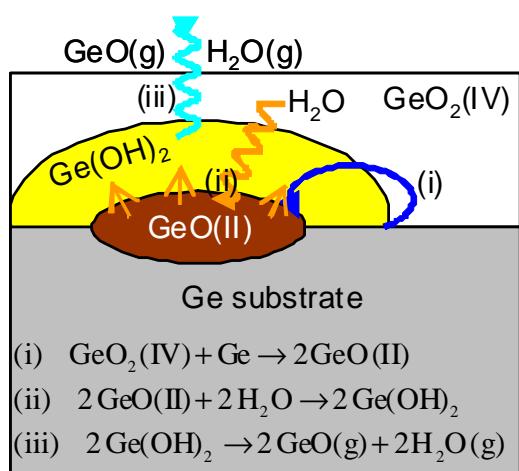 GeO(g) H₂O(g)
(iii)
H₂O
GeO₂(IV)
Ge(OH)₂
(ii)
(i)
GeO(II)
Ge substrate
(i) GeO₂(IV)+Ge→2GeO(II)
(ii) 2GeO(II)+2H₂O→2Ge(OH)₂
(iii) 2Ge(OH)₂→2GeO(g)+2H₂O(g)